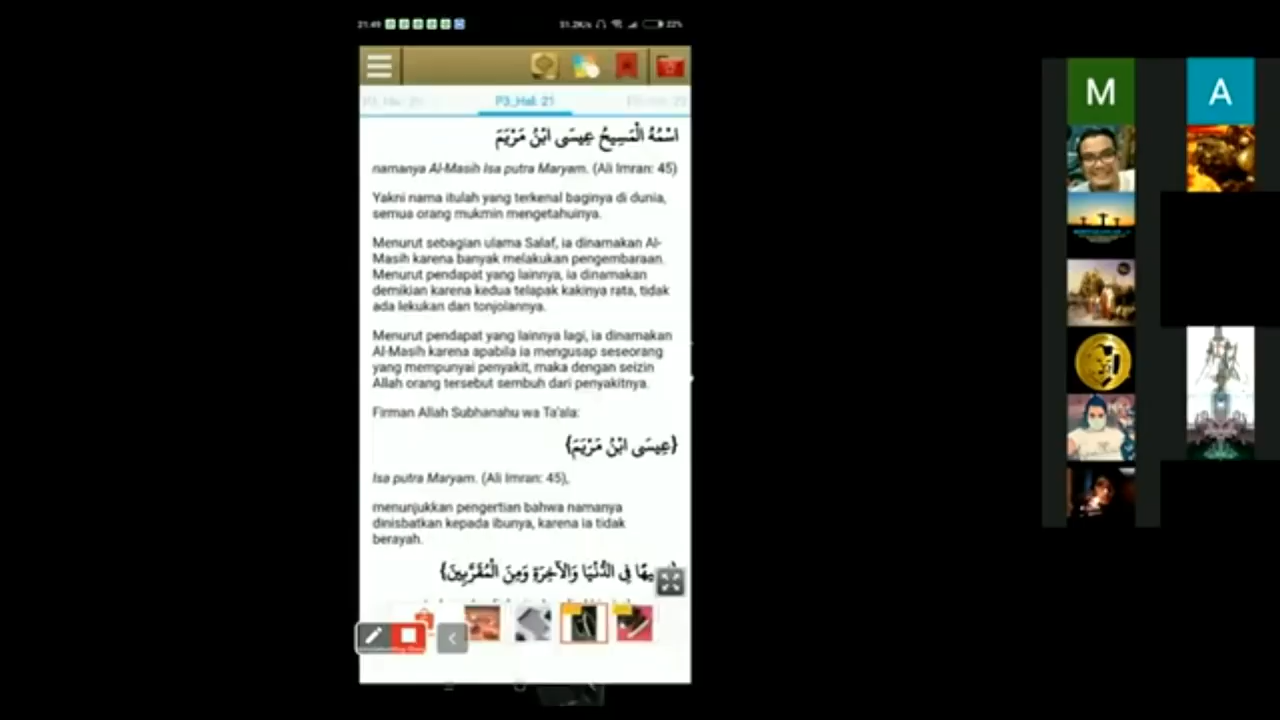 21:49
51.2K/s
22%
P3_Hal: 21
M
A
اسْمُهُ الْمَسِيحُ عِيسَى ابْنُ مَرْيَمَ
namanya Al-Masih Isa putra Maryam. (Ali Imran: 45)
Yakni nama itulah yang terkenal baginya di dunia,
semua orang mukmin mengetahuinya.
Menurut sebagian ulama Salaf, ia dinamakan Al-
Masih karena banyak melakukan pengembaraan.
Menurut pendapat yang lainnya, ia dinamakan
demikian karena kedua telapak kakinya rata, tidak
ada lekukan dan tonjolannya.
Menurut pendapat yang lainnya lagi, ia dinamakan
Al-Masih karena apabila ia mengusap seseorang
yang mempunyai penyakit, maka dengan seizin
Allah orang tersebut sembuh dari penyakitnya.
Firman Allah Subhanahu wa Ta'ala:
{عِيسَى ابْنُ مَرْيَمَ}
Isa putra Maryam. (Ali Imran: 45),
menunjukkan pengertian bahwa namanya
dinisbatkan kepada ibunya, karena ia tidak
berayah.
فِي الدُّنْيَا وَالْآخِرَةِ وَمِنَ الْمُقَرَّبِينَ}